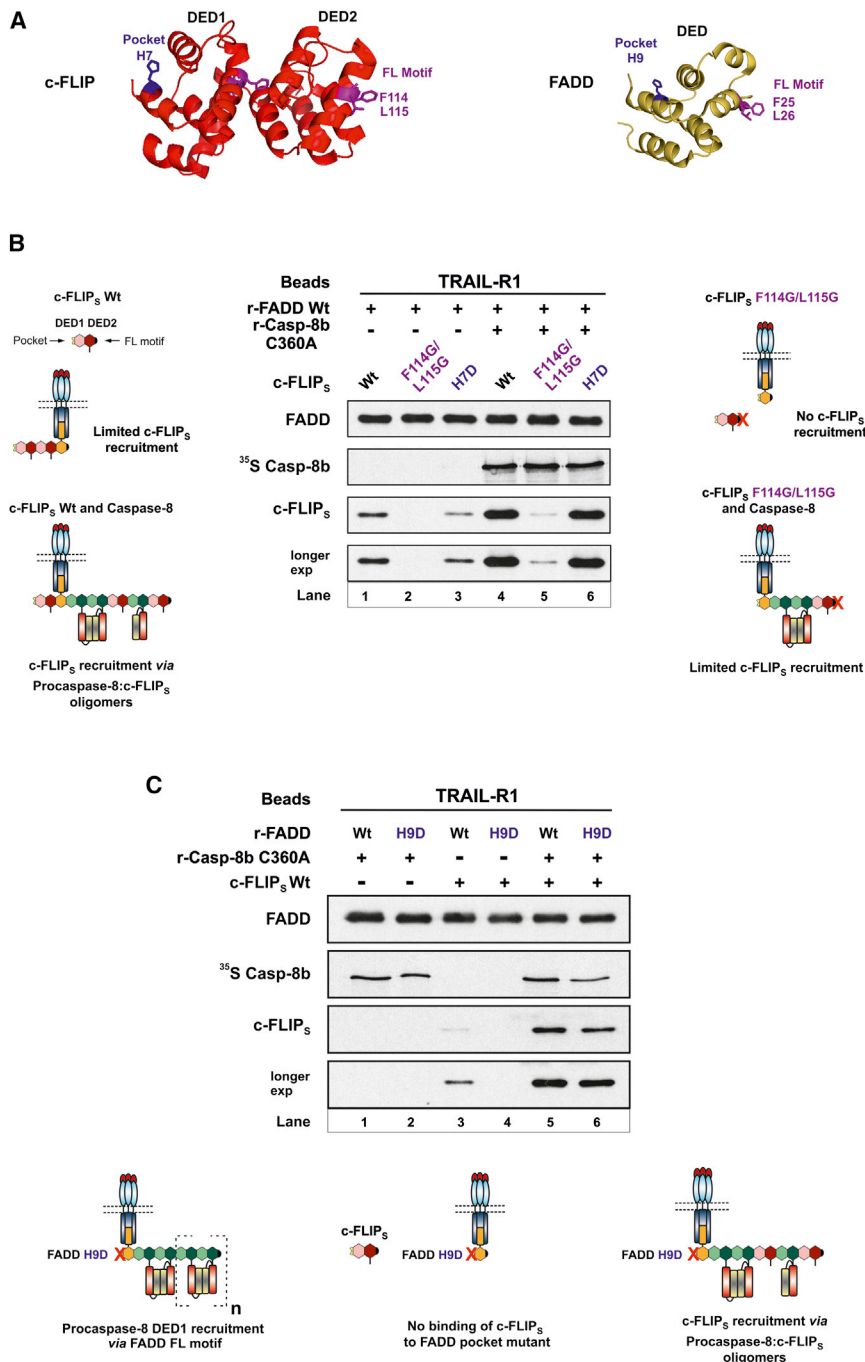 A
DED1
DED2
Pocket
H7
c-FLIP
FL Motif
F114
L115
DED
Pocket
H9
FADD
FL Motif
F25
L26
B
c-FLIPS Wt
DED1 DED2
Pocket
FL motif
Limited c-FLIPS
recruitment
c-FLIPS Wt and Caspase-8
c-FLIPS recruitment via
Procaspase-8:c-FLIPS
oligomers
Beads TRAIL-R1
r-FADD Wt + + + + + +
r-Casp-8b - - - + + +
C360A
c-FLIPS Wt F114G/L115G H7D Wt F114G/L115G H7D
FADD
35S Casp-8b
c-FLIPS
longer
exp
Lane 1 2 3 4 5 6
c-FLIPS F114G/L115G
X
No c-FLIPS
recruitment
c-FLIPS F114G/L115G
and Caspase-8
X
Limited c-FLIPS recruitment
C
Beads TRAIL-R1
r-FADD Wt H9D Wt H9D Wt H9D
r-Casp-8b C360A + + - - + +
c-FLIPS Wt - - + + + +
FADD
35S Casp-8b
c-FLIPS
longer
exp
Lane 1 2 3 4 5 6
FADD H9D X
n
Procaspase-8 DED1 recruitment
via FADD FL motif
c-FLIPS
FADD H9D X
No binding of c-FLIPS
to FADD pocket mutant
FADD H9D X
c-FLIPS recruitment via
Procaspase-8:c-FLIPS
oligomers